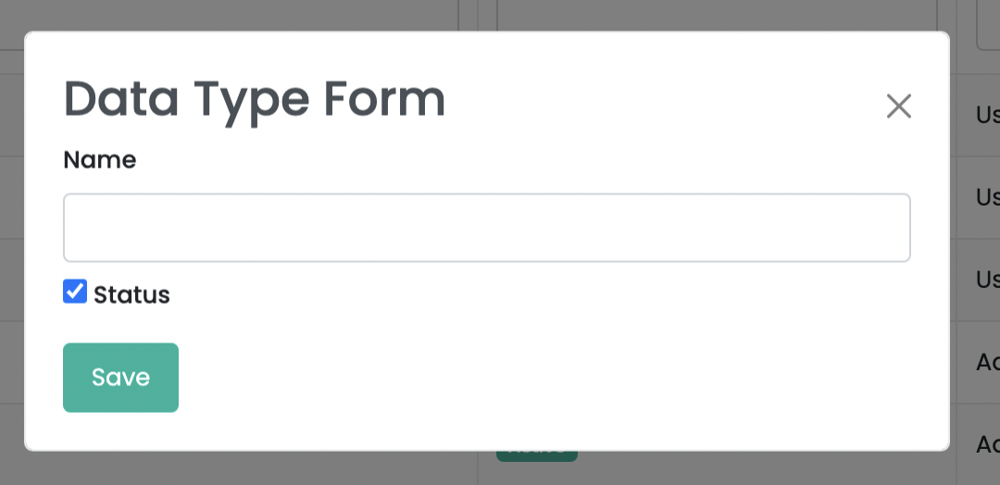 Data Type Form
Name
Status
Save